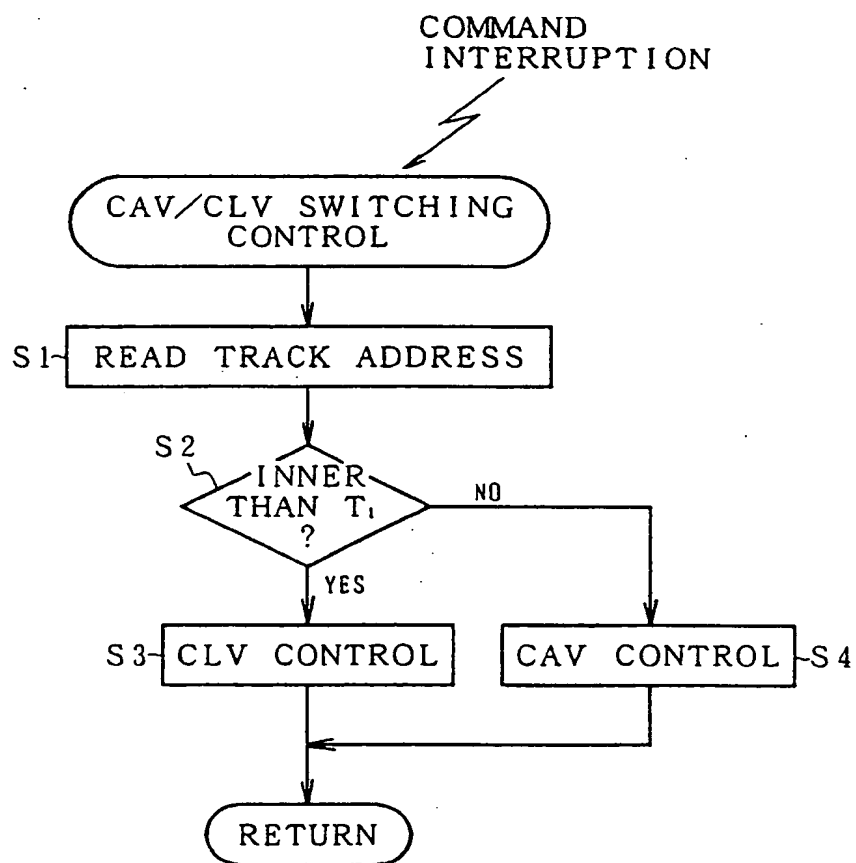 COMMAND
INTERRUPTION
CAV/CLV SWITCHING
CONTROL
S1
READ TRACK ADDRESS
S2
INNER
THAN T₁
?
NO
YES
S3
CLV CONTROL
CAV CONTROL
S4
RETURN